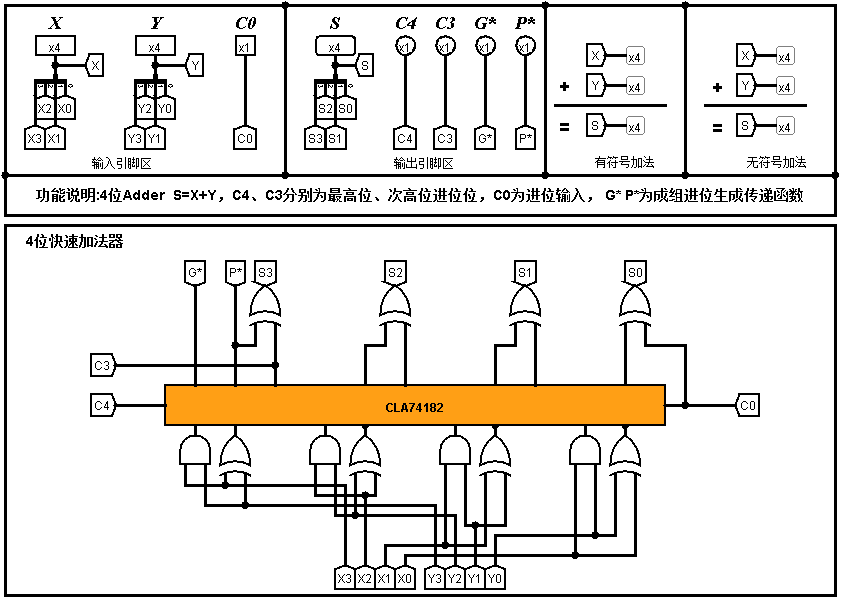 X Y C0 S C4 C3 G* P*
x4 x4 x1 x4 x1 x1 x1 x1 X x4 X x4
X Y S
+ Y x4 + Y x4
X2 X0 Y2 Y0 S2 S0
= S x4 = S x4
X3 X1 Y3 Y1 C0 S3 S1 C4 C3 G* P*
输入引脚区 输出引脚区 有符号加法 无符号加法
功能说明:4位Adder S=X+Y，C4、C3分别为最高位、次高位进位位，C0为进位输入， G* P*为成组进位生成传递函数
4位快速加法器
G* P* S3 S2 S1 S0
C3
C4 CLA74182 C0
X3 X2 X1 X0 Y3 Y2 Y1 Y0